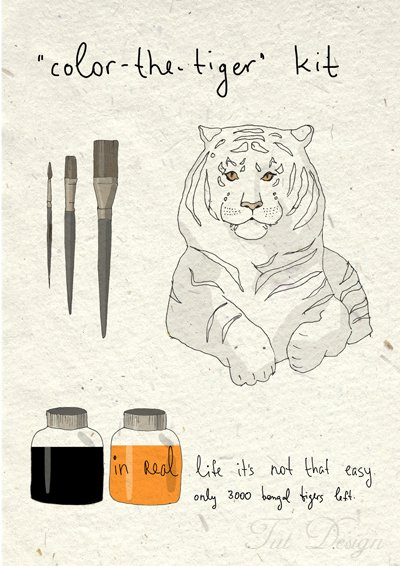 "color-the-tiger" kit
in real life it's not that easy.
only 3000 bengal tigers left.
Tut Design